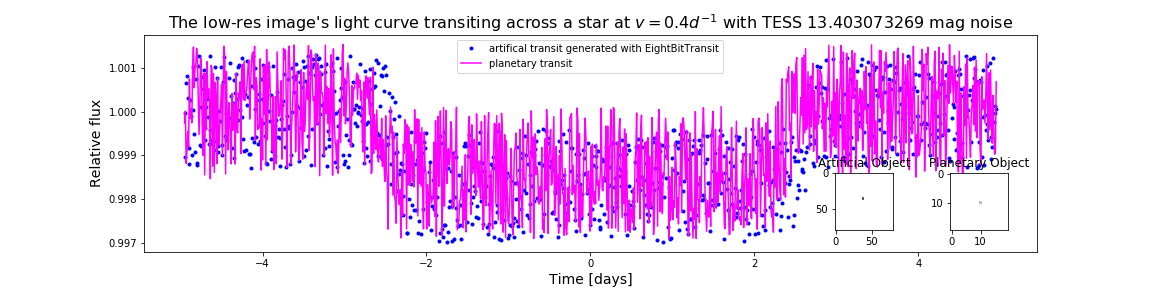 The low-res image's light curve transiting across a star at v = 0.4d⁻¹ with TESS 13.403073269 mag noise
artifical transit generated with EightBitTransit
planetary transit
Relative flux
1.001
1.000
0.999
0.998
0.997
Artificial Object
0
50
0 50
Planetary Object
0
10
0 10
−4 −2 0 2 4
Time [days]